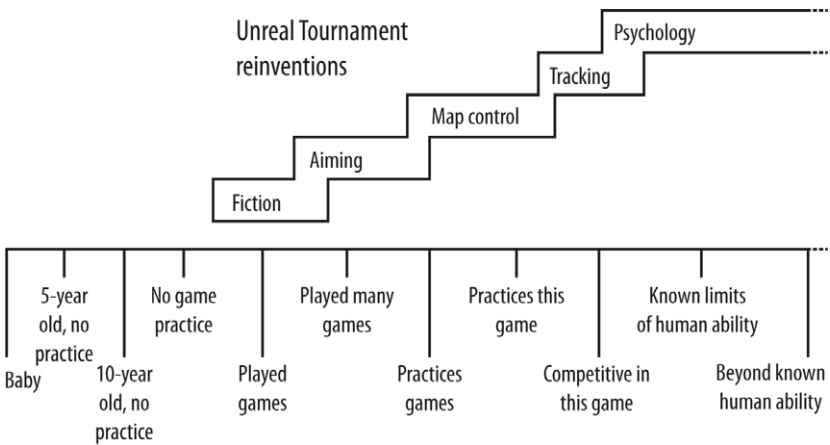 Unreal Tournament
reinventions
Psychology
Tracking
Map control
Aiming
Fiction
Baby
5-year
old, no
practice
10-year
old, no
practice
No game
practice
Played
games
Played many
games
Practices
games
Practices this
game
Competitive in
this game
Known limits
of human ability
Beyond known
human ability